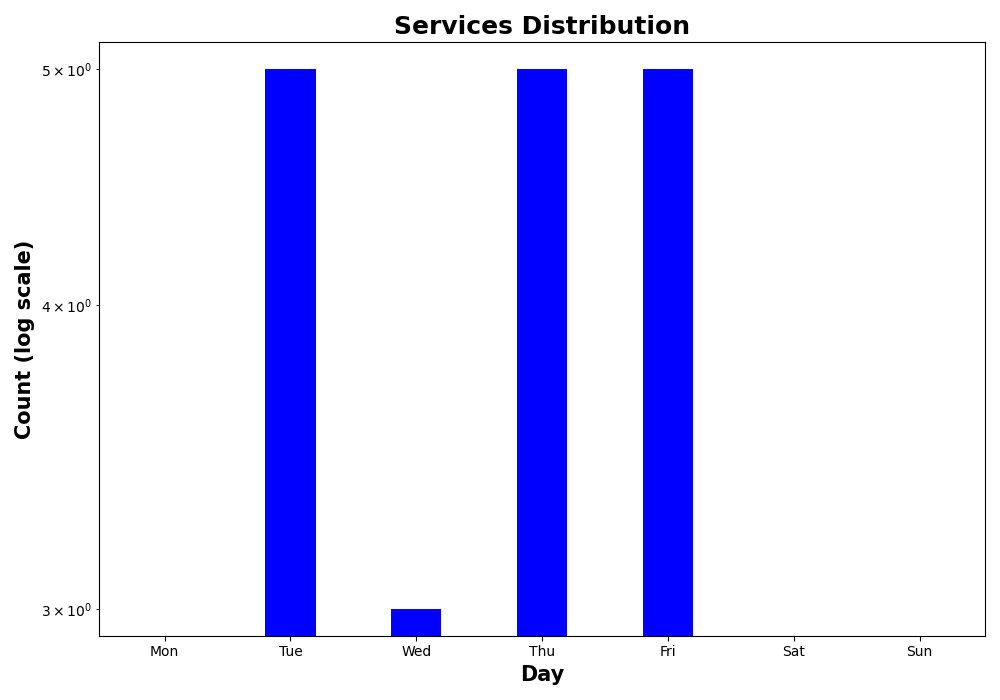 Services Distribution
Count (log scale)
5 × 10⁰
4 × 10⁰
3 × 10⁰
Mon Tue Wed Thu Fri Sat Sun
Day